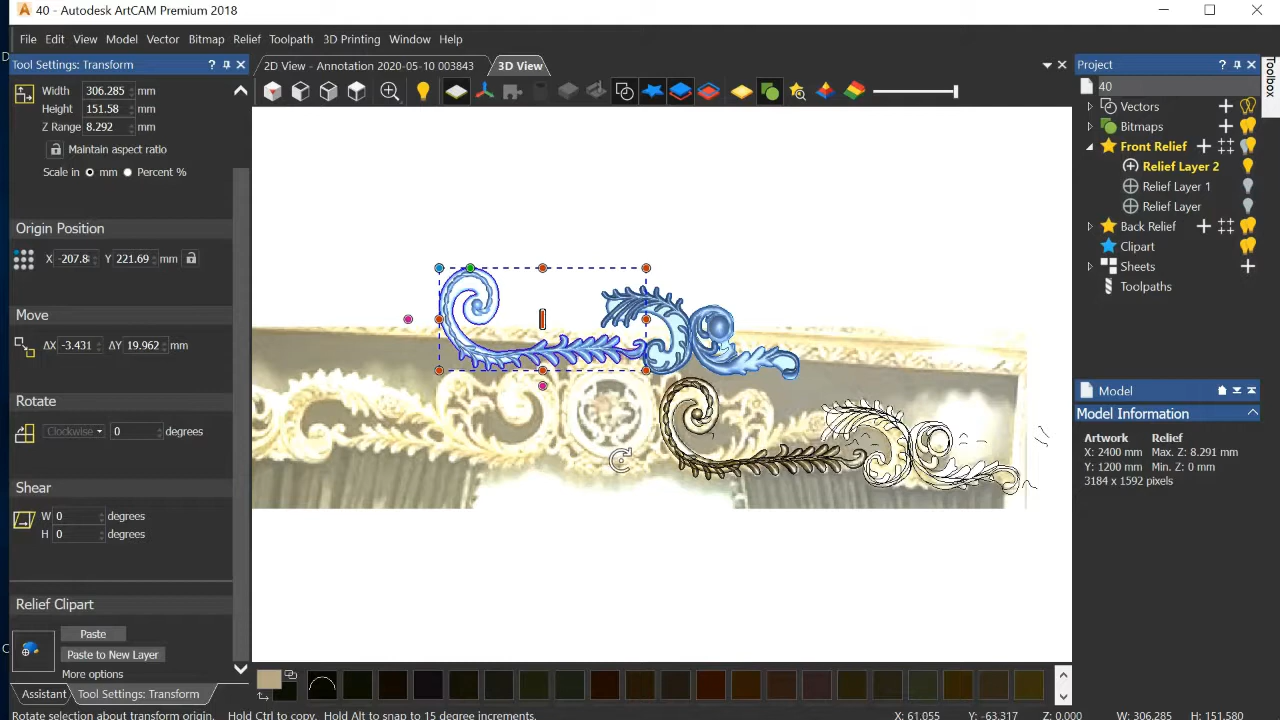 40 - Autodesk ArtCAM Premium 2018
File Edit View Model Vector Bitmap Relief Toolpath 3D Printing Window Help
Tool Settings: Transform ?
2D View - Annotation 2020-05-10 003843
3D View
Project ?
Toolbox
Width 306.285 mm
Height 151.58 mm
Z Range 8.292 mm
Maintain aspect ratio
Scale in mm Percent %
Origin Position
X -207.8 Y 221.69 mm
Move
ΔX -3.431 ΔY 19.962 mm
Rotate
Clockwise 0 degrees
Shear
W 0 degrees
H 0 degrees
Relief Clipart
Paste
Paste to New Layer
More options
Assistant Tool Settings: Transform
40
Vectors
Bitmaps
Front Relief
Relief Layer 2
Relief Layer 1
Relief Layer
Back Relief
Clipart
Sheets
Toolpaths
Model
Model Information
Artwork Relief
X: 2400 mm Max. Z: 8.291 mm
Y: 1200 mm Min. Z: 0 mm
3184 x 1592 pixels
Rotate selection about transform origin. Hold Ctrl to copy. Hold Alt to snap to 15 degree increments. X: 61.055 Y: -63.317 Z: 0.000 W: 306.285 H: 151.580